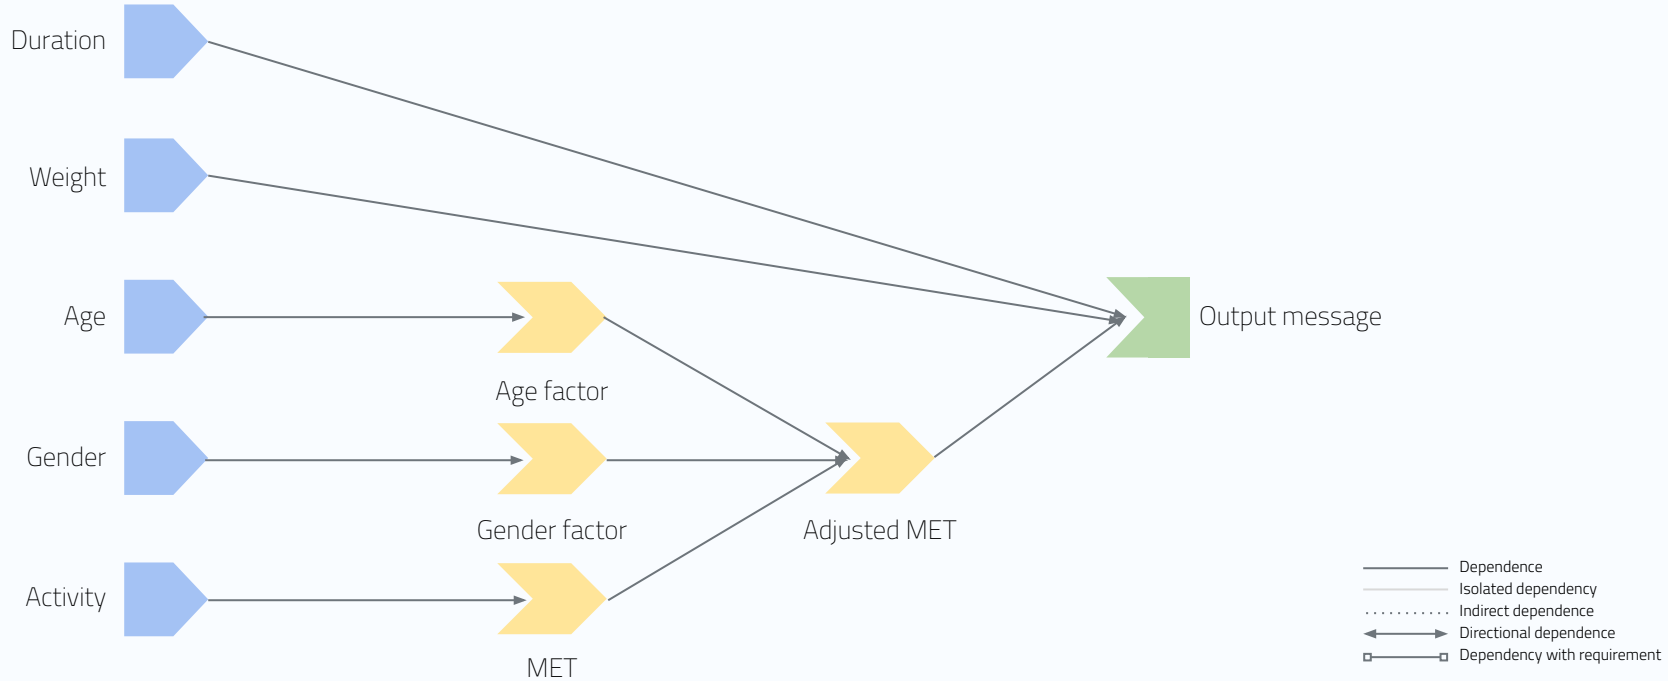 Duration
Weight
Age
Output message
Age factor
Gender
Gender factor
Adjusted MET
Activity
MET
Dependence
Isolated dependency
Indirect dependence
Directional dependence
Dependency with requirement